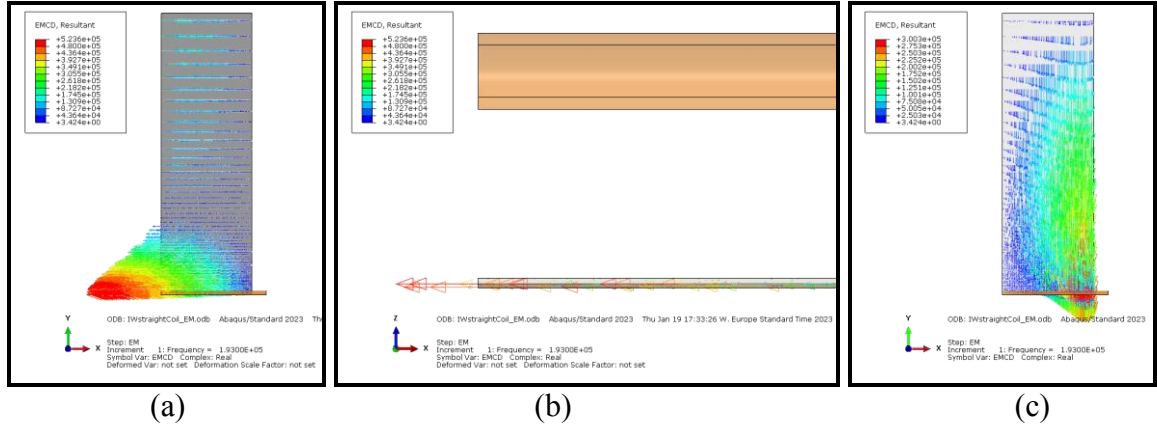 EMCD, Resultant
+5.236e+05
+4.800e+05
+4.364e+05
+3.927e+05
+3.491e+05
+3.055e+05
+2.618e+05
+2.182e+05
+1.745e+05
+1.309e+05
+8.727e+04
+4.364e+04
+3.424e+00
ODB: IWstraightCoil_EM.odb Abaqus/Standard 2023 Thu
Y
X
Step: EM
Increment 1: Frequency = 1.9300E+05
Symbol Var: EMCD Complex: Real
Deformed Var: not set Deformation Scale Factor: not set
(a)
EMCD, Resultant
+5.236e+05
+4.800e+05
+4.364e+05
+3.927e+05
+3.491e+05
+3.055e+05
+2.618e+05
+2.182e+05
+1.745e+05
+1.309e+05
+8.727e+04
+4.364e+04
+3.424e+00
ODB: IWstraightCoil_EM.odb Abaqus/Standard 2023 Thu Jan 19 17:33:26 W. Europe Standard Time 2023
Z
X
Step: EM
Increment 1: Frequency = 1.9300E+05
Symbol Var: EMCD Complex: Real
Deformed Var: not set Deformation Scale Factor: not set
(b)
EMCD, Resultant
+3.003e+05
+2.753e+05
+2.503e+05
+2.252e+05
+2.002e+05
+1.752e+05
+1.502e+05
+1.251e+05
+1.001e+05
+7.508e+04
+5.005e+04
+2.503e+04
+3.424e+00
ODB: IWstraightCoil_EM.odb Abaqus/Standard 2023
Y
X
Step: EM
Increment 1: Frequency = 1.9300E+05
Symbol Var: EMCD Complex: Real
(c)